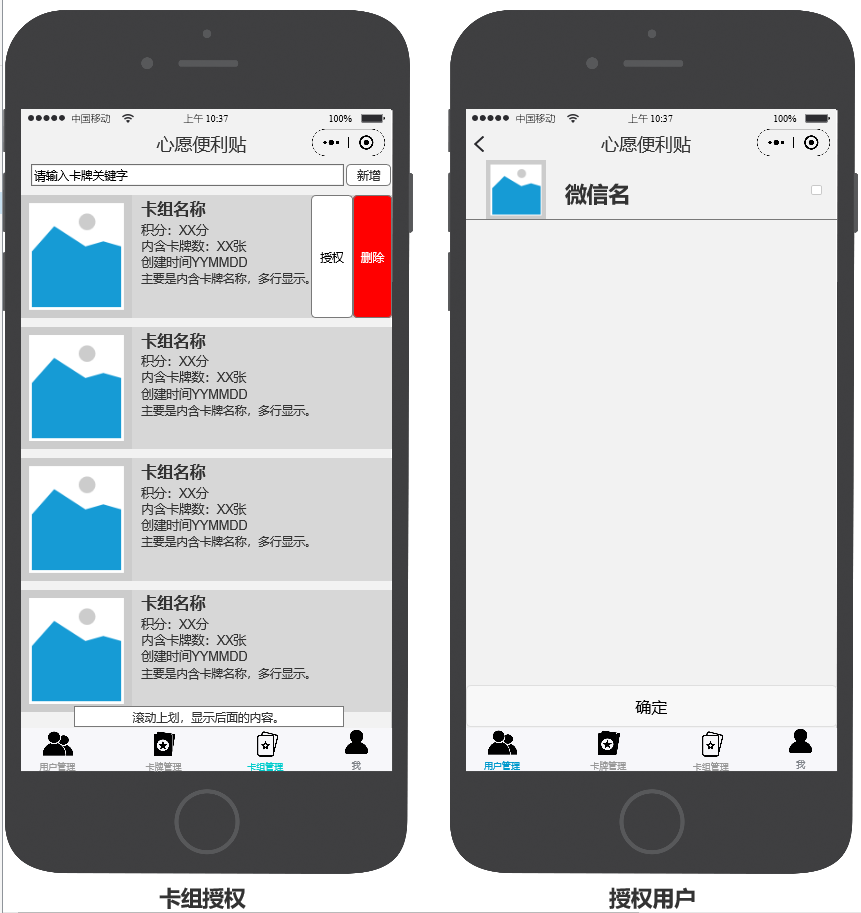 中国移动 上午 10:37 100%
心愿便利贴
请输入卡牌关键字 新增
卡组名称
积分：XX分
内含卡牌数：XX张
创建时间YYMMDD
主要是内含卡牌名称，多行显示。
授权 删除
卡组名称
积分：XX分
内含卡牌数：XX张
创建时间YYMMDD
主要是内含卡牌名称，多行显示。
卡组名称
积分：XX分
内含卡牌数：XX张
创建时间YYMMDD
主要是内含卡牌名称，多行显示。
卡组名称
积分：XX分
内含卡牌数：XX张
创建时间YYMMDD
主要是内含卡牌名称，多行显示。
滚动上划，显示后面的内容。
用户管理 卡牌管理 卡组管理 我
卡组授权
中国移动 上午 10:37 100%
心愿便利贴
微信名
确定
用户管理 卡牌管理 卡组管理 我
授权用户